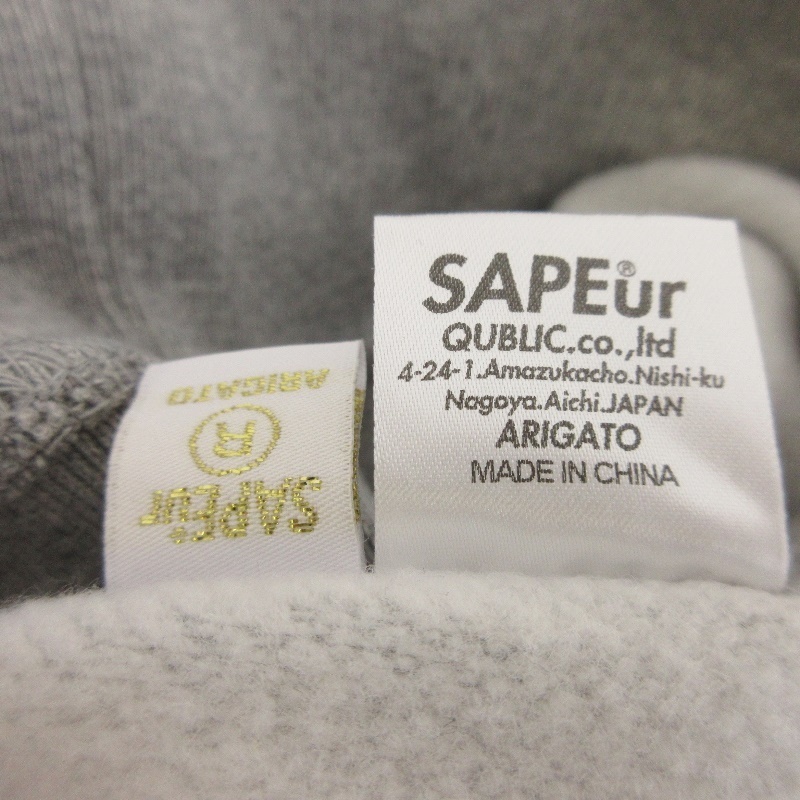 SAPEur®
QUBLIC.co.,ltd
4-24-1.Amazukacho.Nishi-ku
Nagoya.Aichi.JAPAN
ARIGATO
MADE IN CHINA
SAPEur®
R
ARIGATO